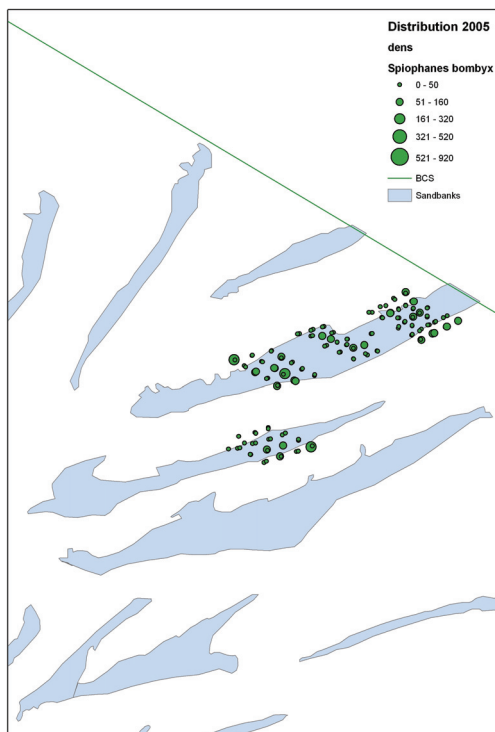 Distribution 2005
dens
Spiophanes bombyx
0 - 50
51 - 160
161 - 320
321 - 520
521 - 920
BCS
Sandbanks